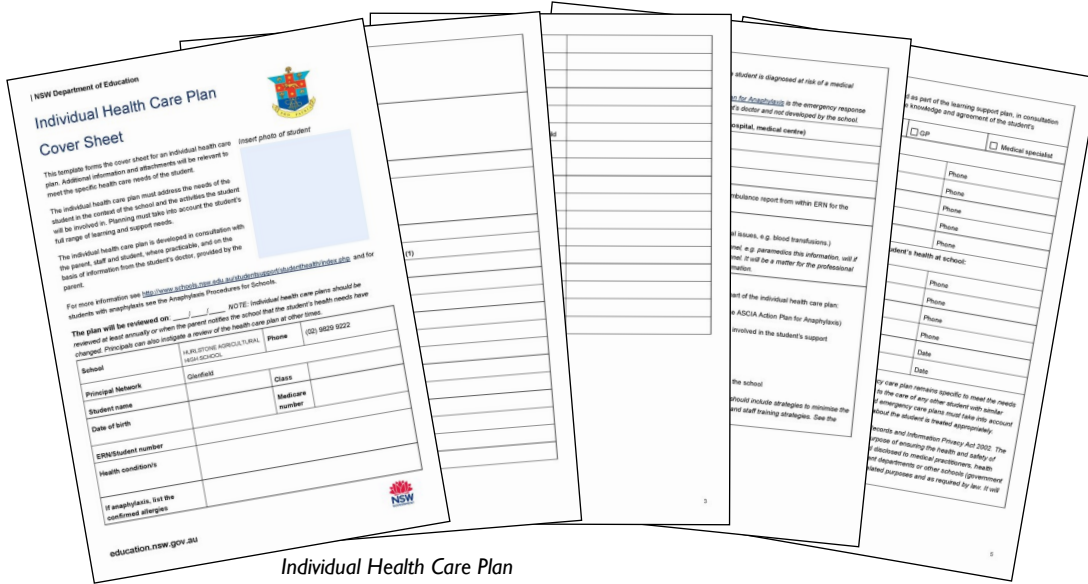 | NSW Department of Education
Individual Health Care Plan
Cover Sheet
Insert photo of student
This template forms the cover sheet for an individual health care
plan. Additional information and attachments will be relevant to
meet the specific health care needs of the student.
The individual health care plan must address the needs of the
student in the context of the school and the activities the student
will be involved in. Planning must take into account the student's
full range of learning and support needs.
The individual health care plan is developed in consultation with
the parent, staff and student, where practicable, and on the
basis of information from the student's doctor, provided by the
parent.
For more information see http://www.schools.nsw.edu.au/studentsupport/studenthealth/index.php and for
students with anaphylaxis see the Anaphylaxis Procedures for Schools.
The plan will be reviewed on: ____/____/____ NOTE: Individual health care plans should be
reviewed at least annually or when the parent notifies the school that the student's health needs have
changed. Principals can also instigate a review of the health care plan at other times.
School HURLSTONE AGRICULTURAL HIGH SCHOOL Phone (02) 9829 9222
Principal Network Glenfield
Student name Class
Date of birth Medicare number
ERN/Student number
Health condition/s
If anaphylaxis, list the
confirmed allergies
NSW
GOVERNMENT
education.nsw.gov.au
(1)
3
a student is diagnosed at risk of a medical
an for Anaphylaxis is the emergency response
t's doctor and not developed by the school.
ospital, medical centre)
mbulance report from within ERN for the
al issues, e.g. blood transfusions.)
nel, e.g. paramedics this information, will if
nel. It will be a matter for the professional
mation.
art of the individual health care plan:
e ASCIA Action Plan for Anaphylaxis)
involved in the student's support
the school
should include strategies to minimise the
and staff training strategies. See the
d as part of the learning support plan, in consultation
e knowledge and agreement of the student's
GP
Medical specialist
Phone
Phone
Phone
Phone
Phone
udent's health at school:
Phone
Phone
Phone
Phone
Date
Date
cy care plan remains specific to meet the needs
to the care of any other student with similar
d emergency care plans must take into account
about the student is treated appropriately.
Records and Information Privacy Act 2002. The
urpose of ensuring the health and safety of
d disclosed to medical practitioners, health
ent departments or other schools (government
elated purposes and as required by law. It will
5
Individual Health Care Plan